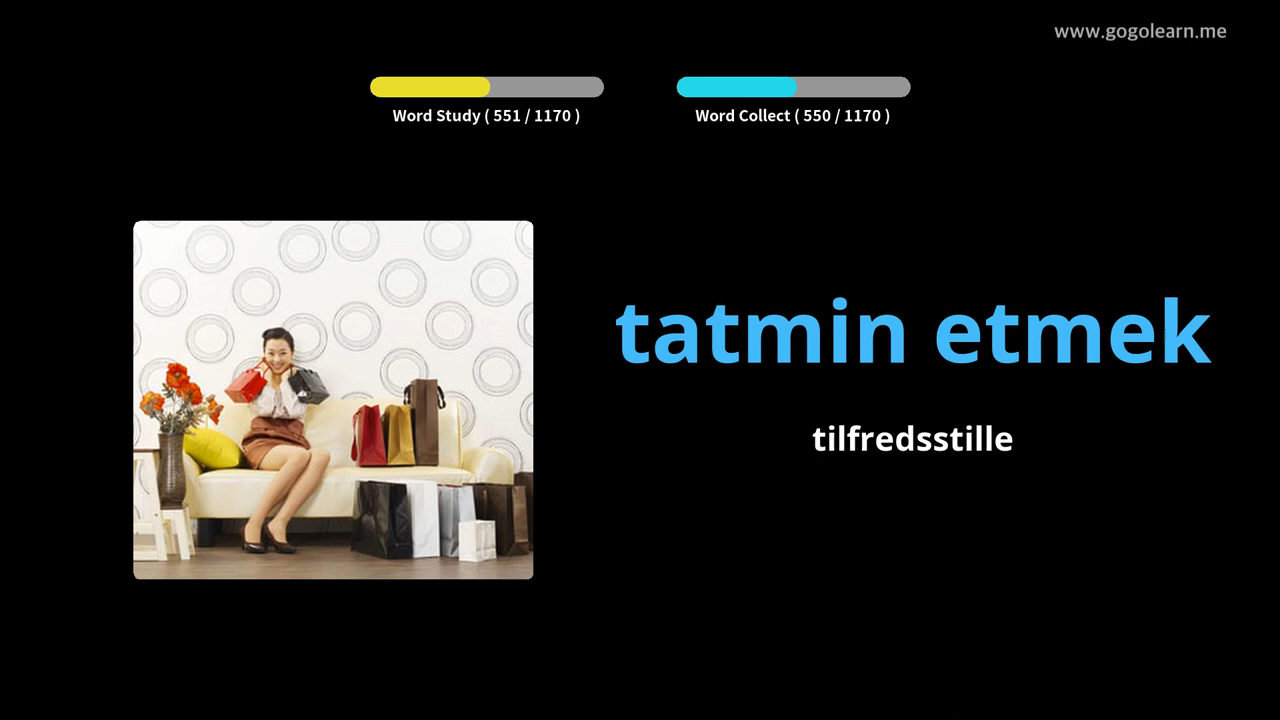 www.gogolearn.me
Word Study ( 551 / 1170 )
Word Collect ( 550 / 1170 )
tatmin etmek
tilfredsstille